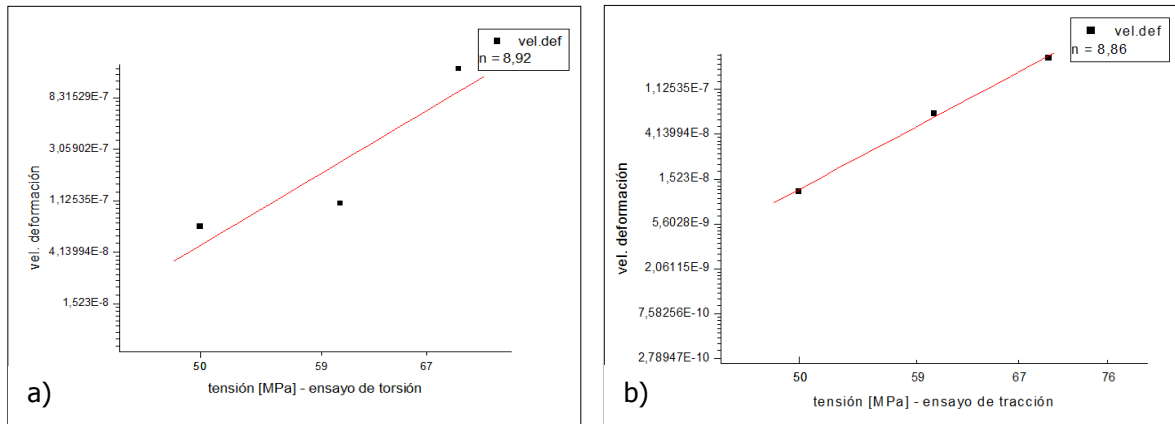 vel.def
n = 8,92
8,31529E-7
3,05902E-7
1,12535E-7
4,13994E-8
1,523E-8
vel. deformación
50
59
67
tensión [MPa] - ensayo de torsión
a)
vel.def
n = 8,86
1,12535E-7
4,13994E-8
1,523E-8
5,6028E-9
2,06115E-9
7,58256E-10
2,78947E-10
vel. deformación
50
59
67
76
tensión [MPa] - ensayo de tracción
b)